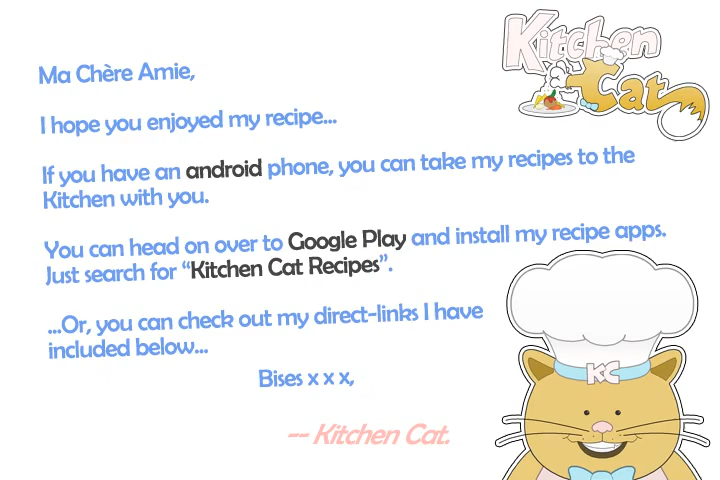 Kitchen
Cat
Ma Chère Amie,
I hope you enjoyed my recipe...
If you have an android phone, you can take my recipes to the
Kitchen with you.
You can head on over to Google Play and install my recipe apps.
Just search for “Kitchen Cat Recipes”.
...Or, you can check out my direct-links I have
included below...
Bises x x x,
-- Kitchen Cat.
KC